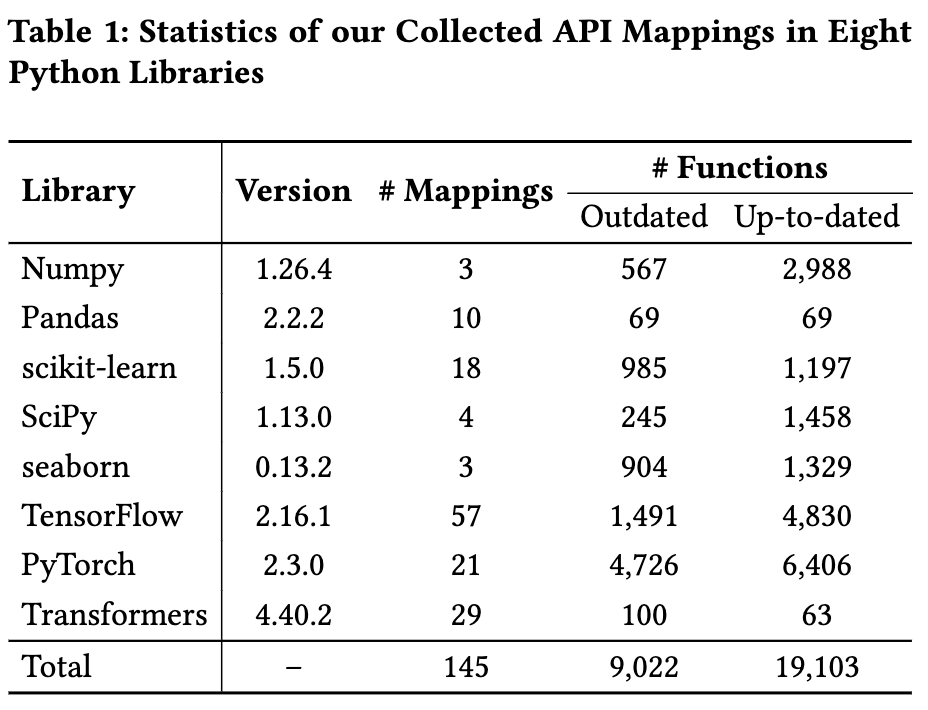 Table 1: Statistics of our Collected API Mappings in Eight
Python Libraries
Library Version # Mappings # Functions
Outdated Up-to-dated
Numpy 1.26.4 3 567 2,988
Pandas 2.2.2 10 69 69
scikit-learn 1.5.0 18 985 1,197
SciPy 1.13.0 4 245 1,458
seaborn 0.13.2 3 904 1,329
TensorFlow 2.16.1 57 1,491 4,830
PyTorch 2.3.0 21 4,726 6,406
Transformers 4.40.2 29 100 63
Total – 145 9,022 19,103